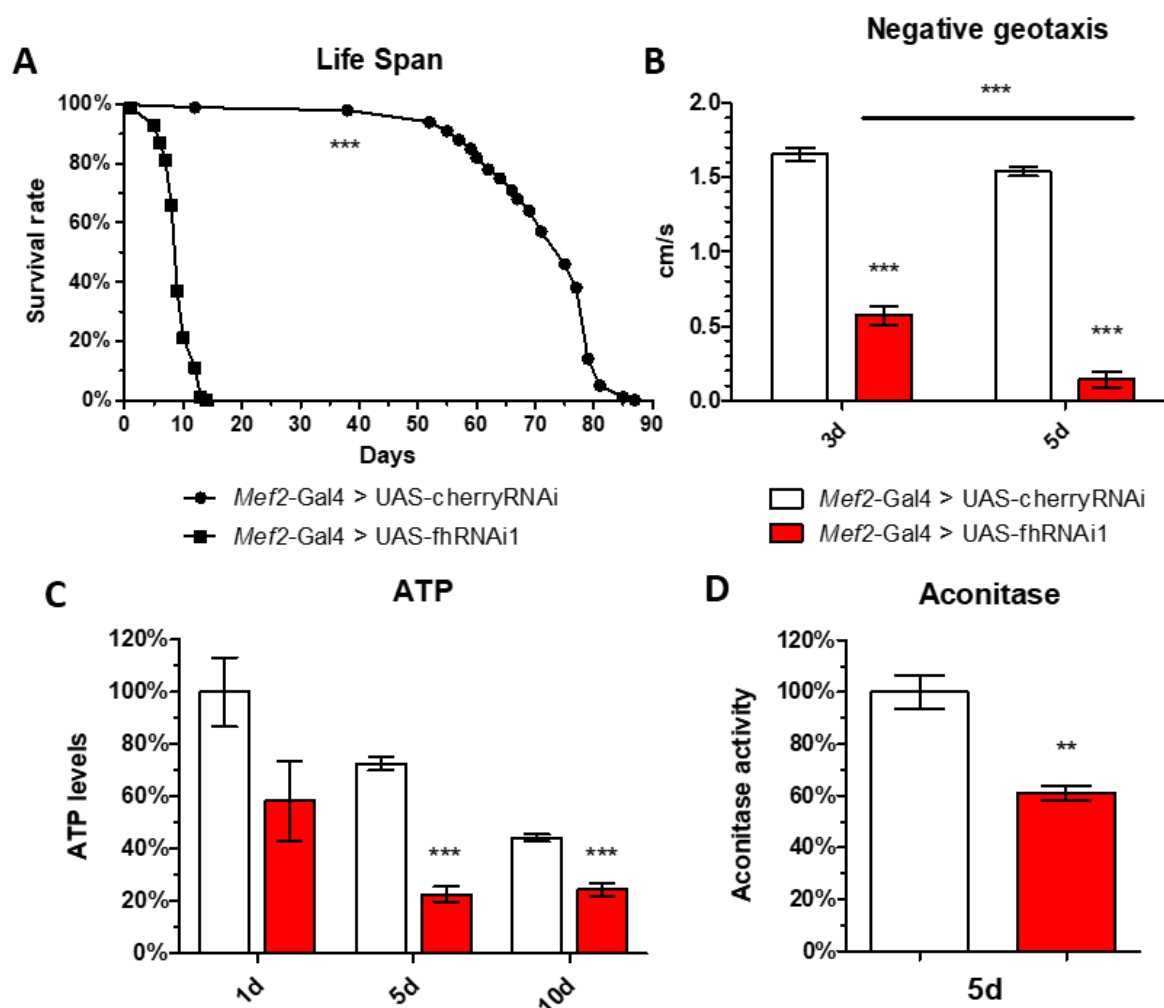 A
Life Span
Survival rate
100%
80%
60%
40%
20%
0%
***
0 10 20 30 40 50 60 70 80 90
Days
Mef2-Gal4 > UAS-cherryRNAi
Mef2-Gal4 > UAS-fhRNAi1
B
Negative geotaxis
cm/s
2.0
1.5
1.0
0.5
0.0
***
***
***
3d 5d
Mef2-Gal4 > UAS-cherryRNAi
Mef2-Gal4 > UAS-fhRNAi1
C
ATP
ATP levels
120%
100%
80%
60%
40%
20%
0%
***
***
1d 5d 10d
D
Aconitase
Aconitase activity
120%
100%
80%
60%
40%
20%
0%
**
5d